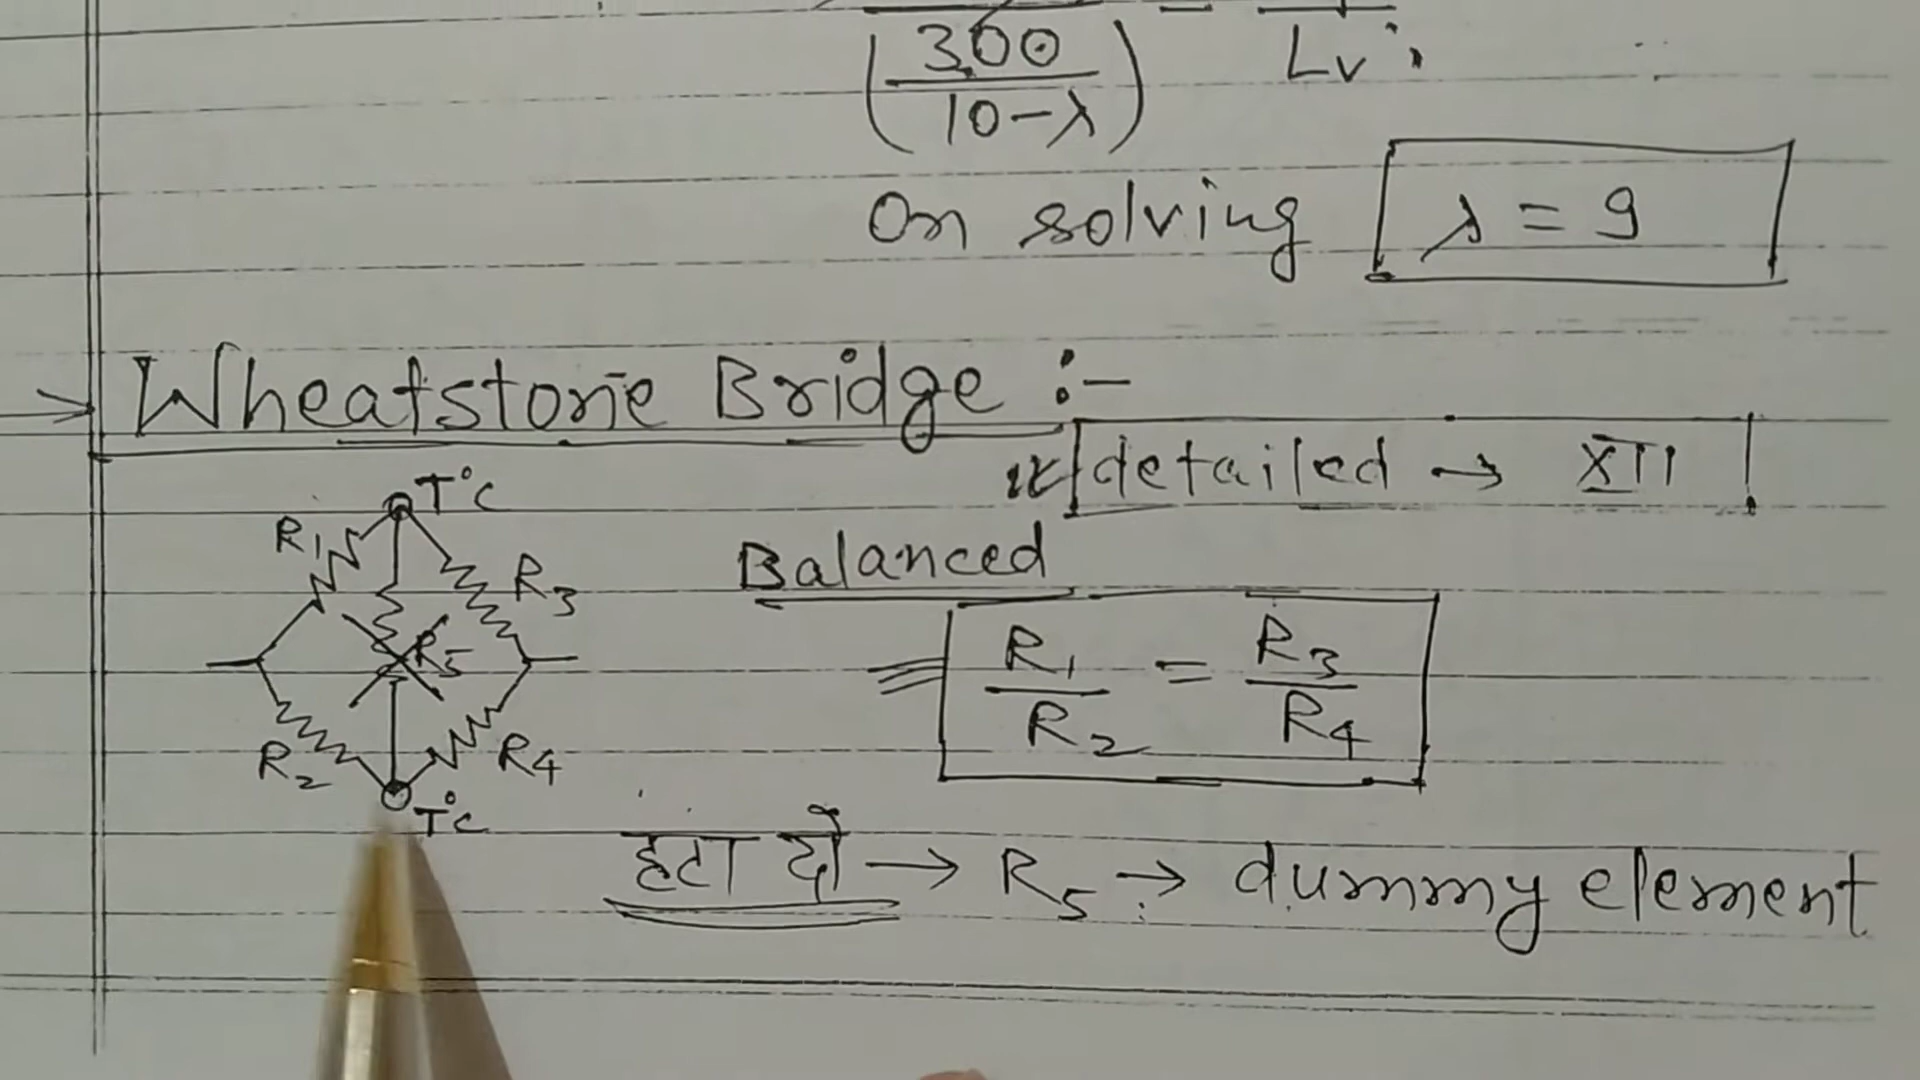 (300 / 10-λ) = Lv
On solving λ = 9
→ Wheatstone Bridge :-
detailed → XII
T°C
R1 R3
Balanced
R5
R1/R2 = R3/R4
R2 R4
T°C
हटा दो → R5 → dummy element